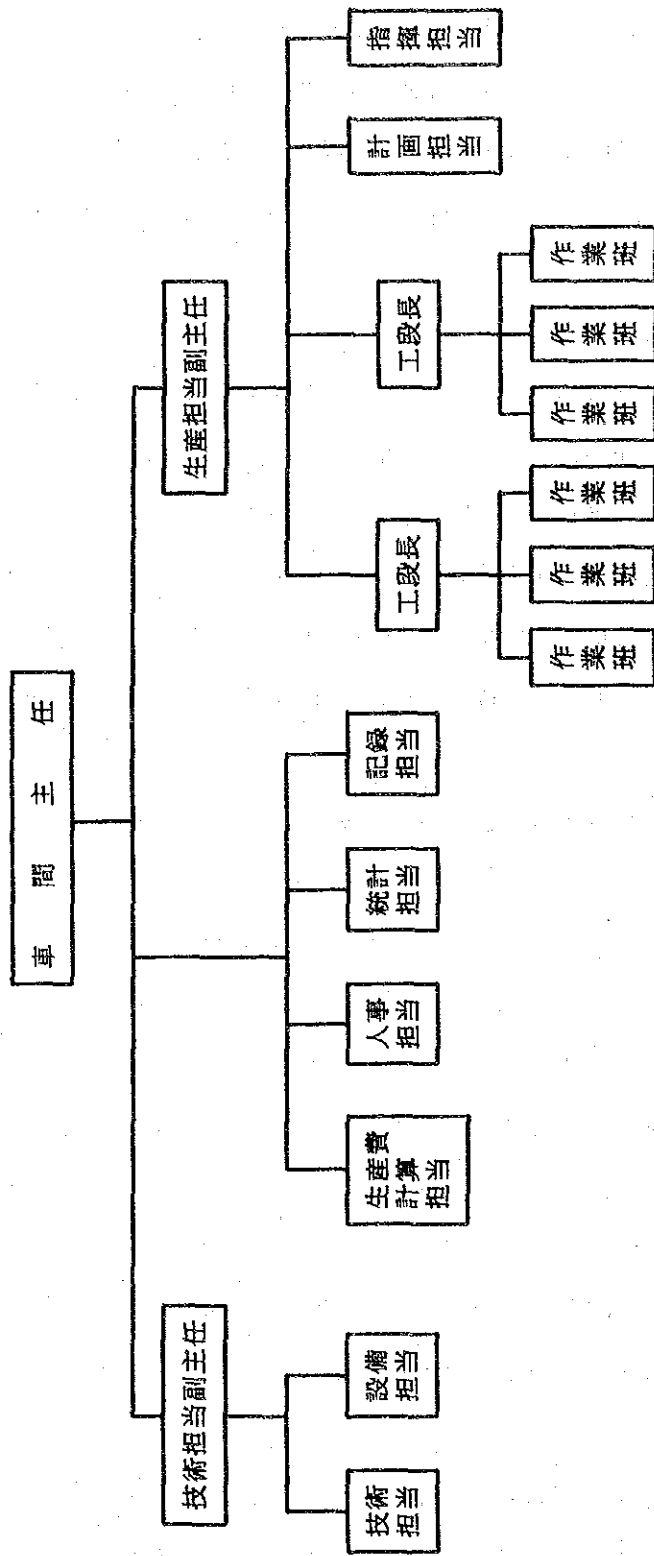 車間主任
技術担当副主任
生産担当副主任
技術
担当
設備
担当
生産費
計算
担当
人事
担当
統計
担当
記録
担当
工段長
工段長
計画担当
指揮担当
作業班
作業班
作業班
作業班
作業班
作業班